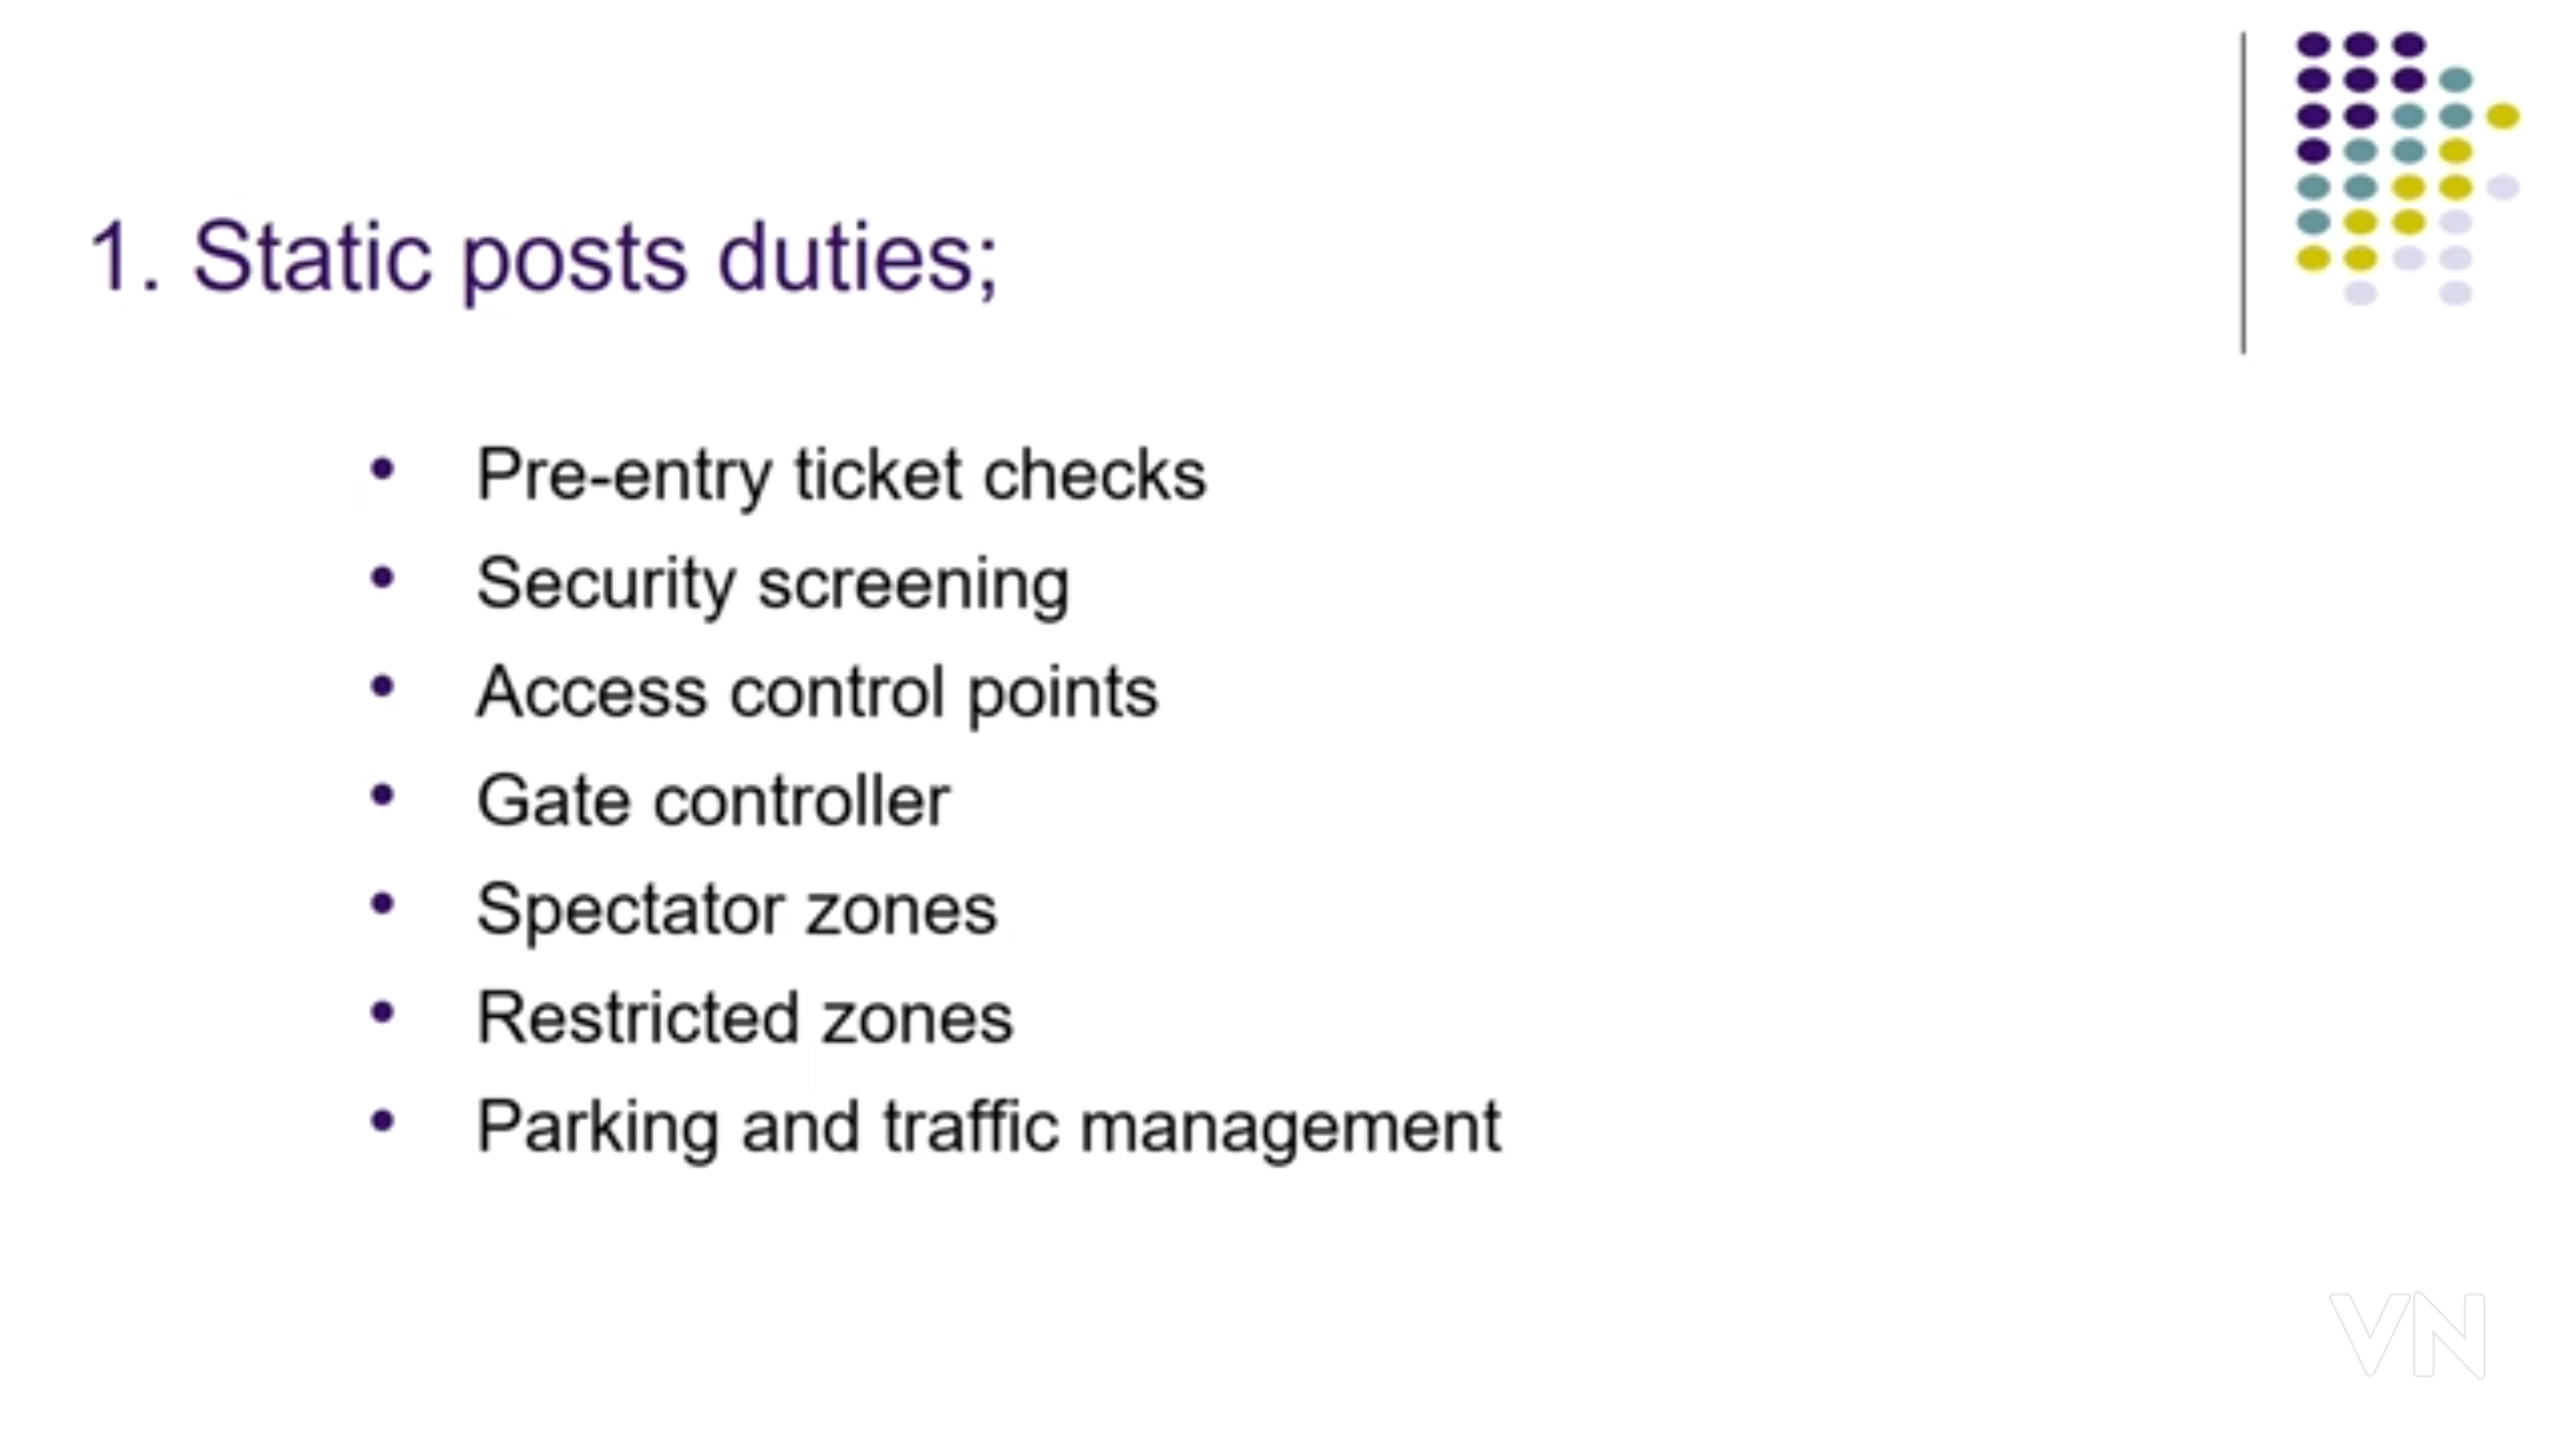 1. Static posts duties;
• Pre-entry ticket checks
• Security screening
• Access control points
• Gate controller
• Spectator zones
• Restricted zones
• Parking and traffic management
VN